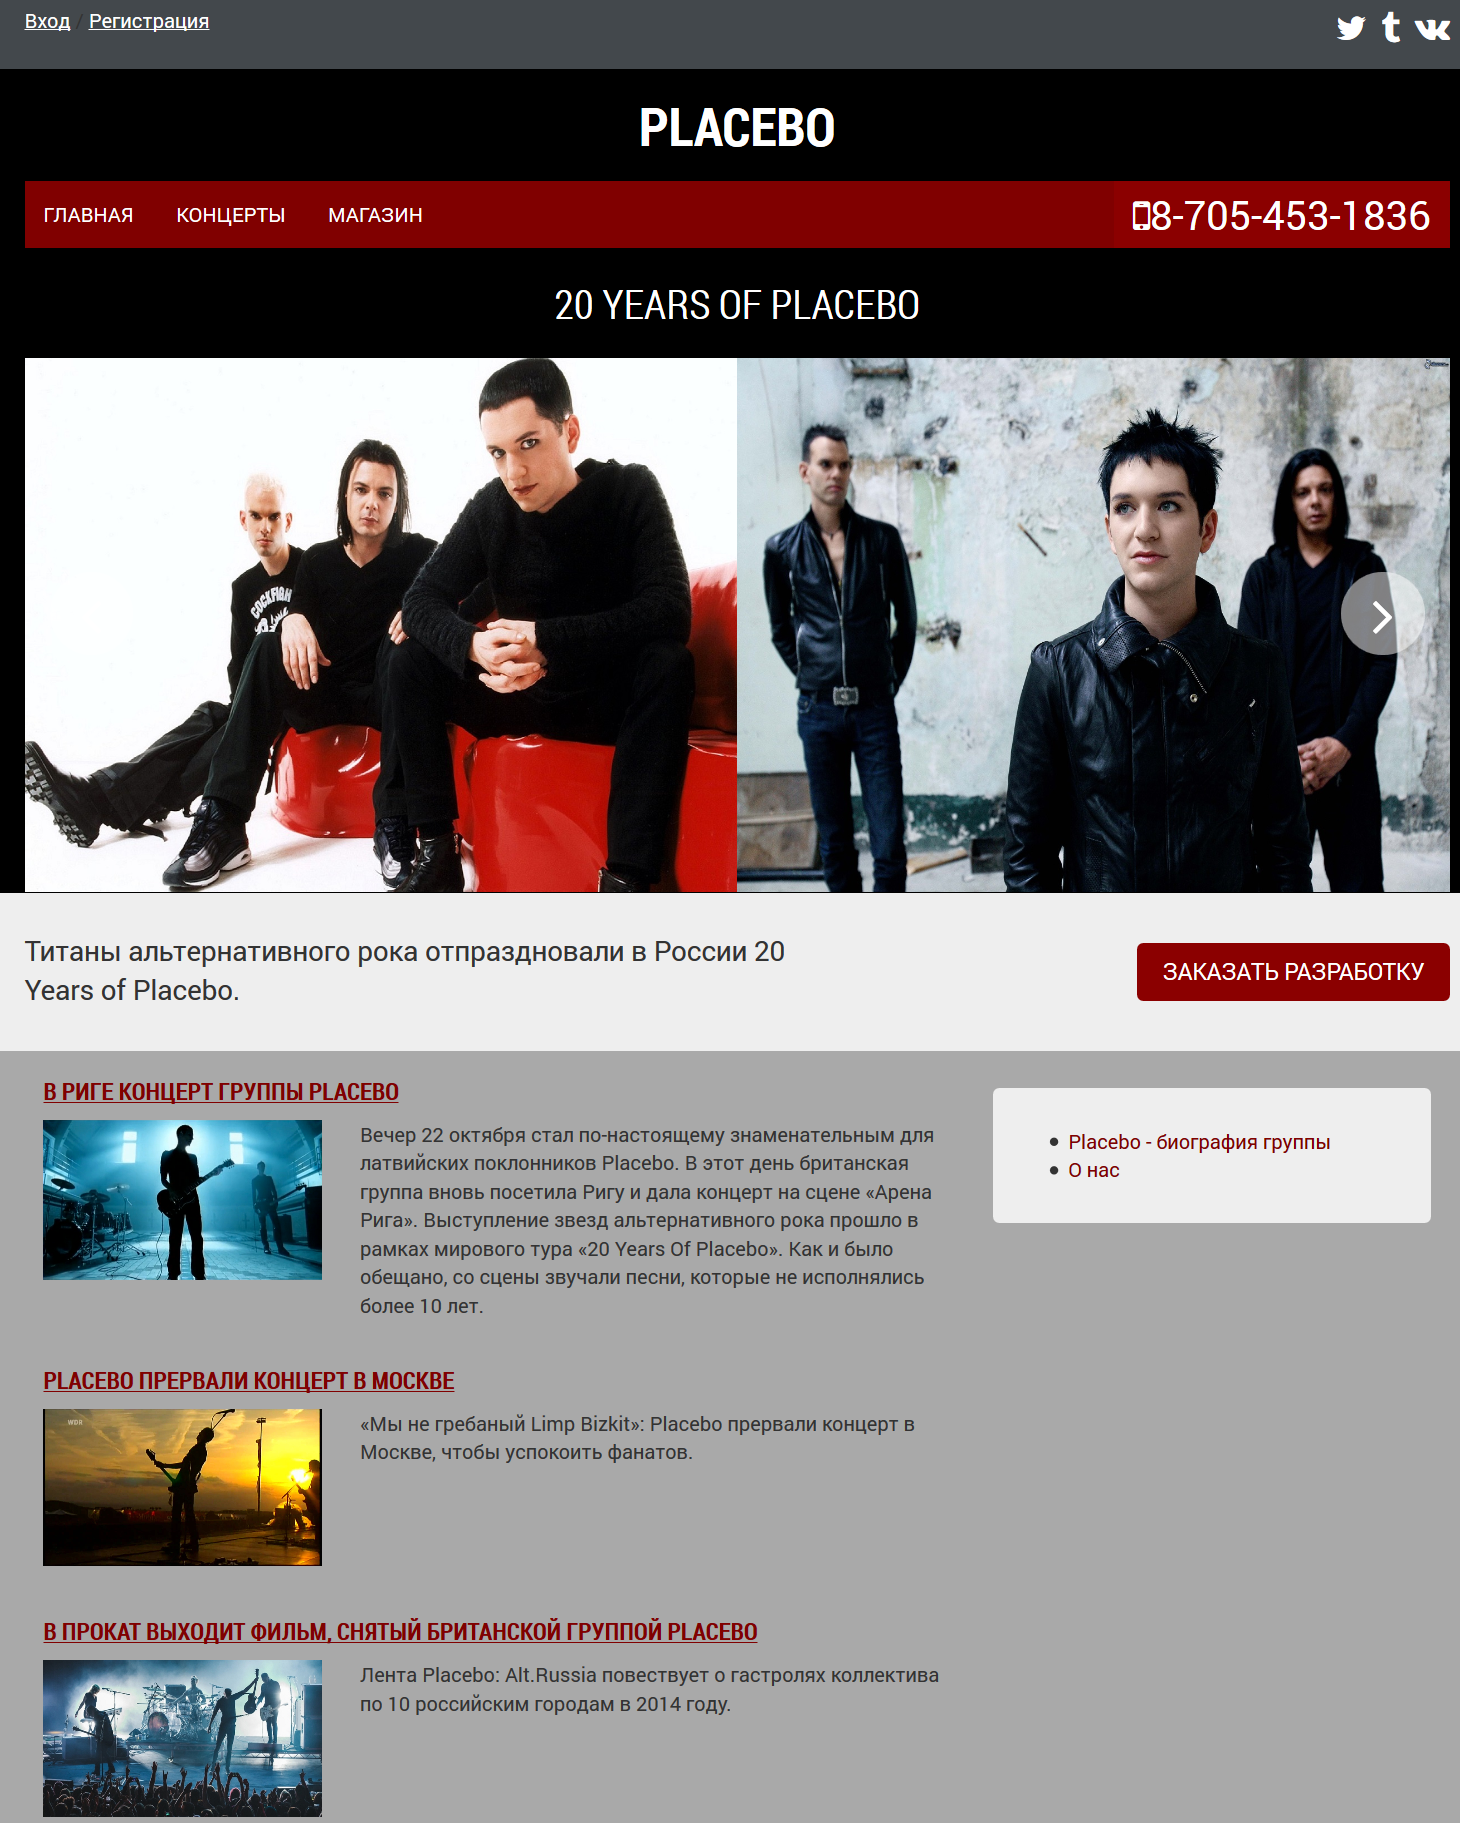 Вход / Регистрация
PLACEBO
ГЛАВНАЯ КОНЦЕРТЫ МАГАЗИН 8-705-453-1836
20 YEARS OF PLACEBO
COCKFIGHT
Титаны альтернативного рока отпраздновали в России 20
Years of Placebo.
ЗАКАЗАТЬ РАЗРАБОТКУ
В РИГЕ КОНЦЕРТ ГРУППЫ PLACEBO
Вечер 22 октября стал по-настоящему знаменательным для
латвийских поклонников Placebo. В этот день британская
группа вновь посетила Ригу и дала концерт на сцене «Арена
Рига». Выступление звезд альтернативного рока прошло в
рамках мирового тура «20 Years Of Placebo». Как и было
обещано, со сцены звучали песни, которые не исполнялись
более 10 лет.
Placebo - биография группы
О нас
PLACEBO ПРЕРВАЛИ КОНЦЕРТ В МОСКВЕ
WDR
«Мы не гребаный Limp Bizkit»: Placebo прервали концерт в
Москве, чтобы успокоить фанатов.
В ПРОКАТ ВЫХОДИТ ФИЛЬМ, СНЯТЫЙ БРИТАНСКОЙ ГРУППОЙ PLACEBO
Лента Placebo: Alt.Russia повествует о гастролях коллектива
по 10 российским городам в 2014 году.